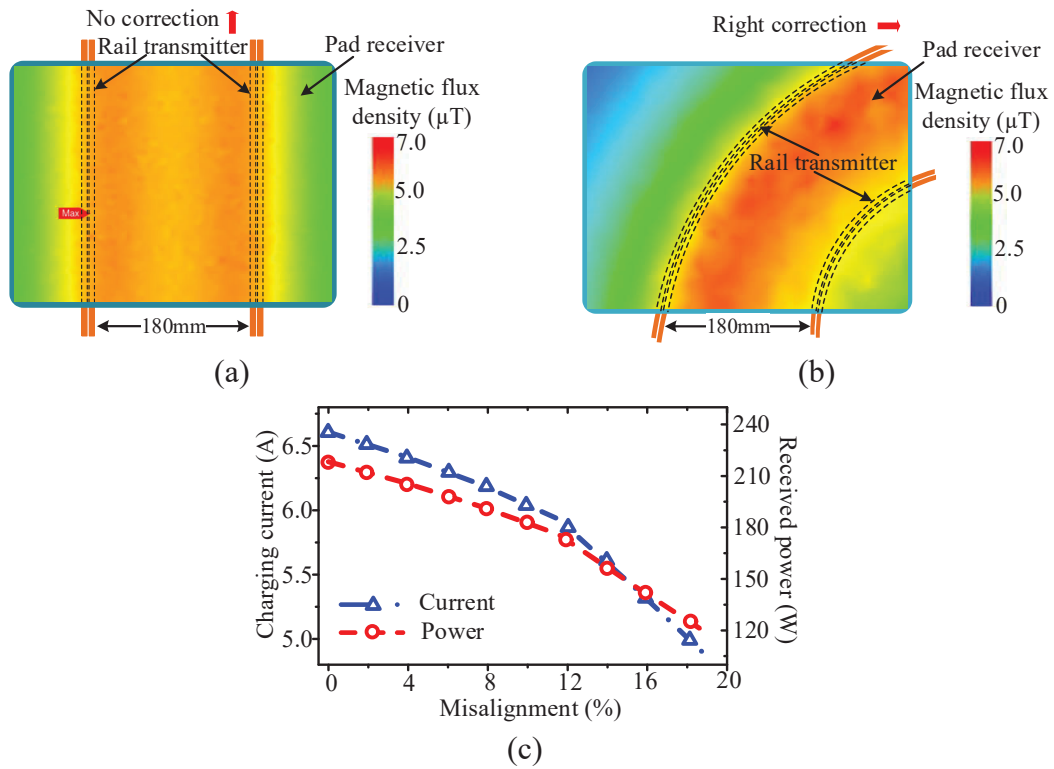 No correction
Rail transmitter
Pad receiver
Magnetic flux
density (μT)
7.0
5.0
2.5
0
Max
180mm
(a)
Right correction
Pad receiver
Magnetic flux
density (μT)
Rail transmitter
7.0
5.0
2.5
0
180mm
(b)
Charging current (A)
6.5
6.0
5.5
5.0
Current
Power
240
210
180
150
120
Received power (W)
0 4 8 12 16 20
Misalignment (%)
(c)